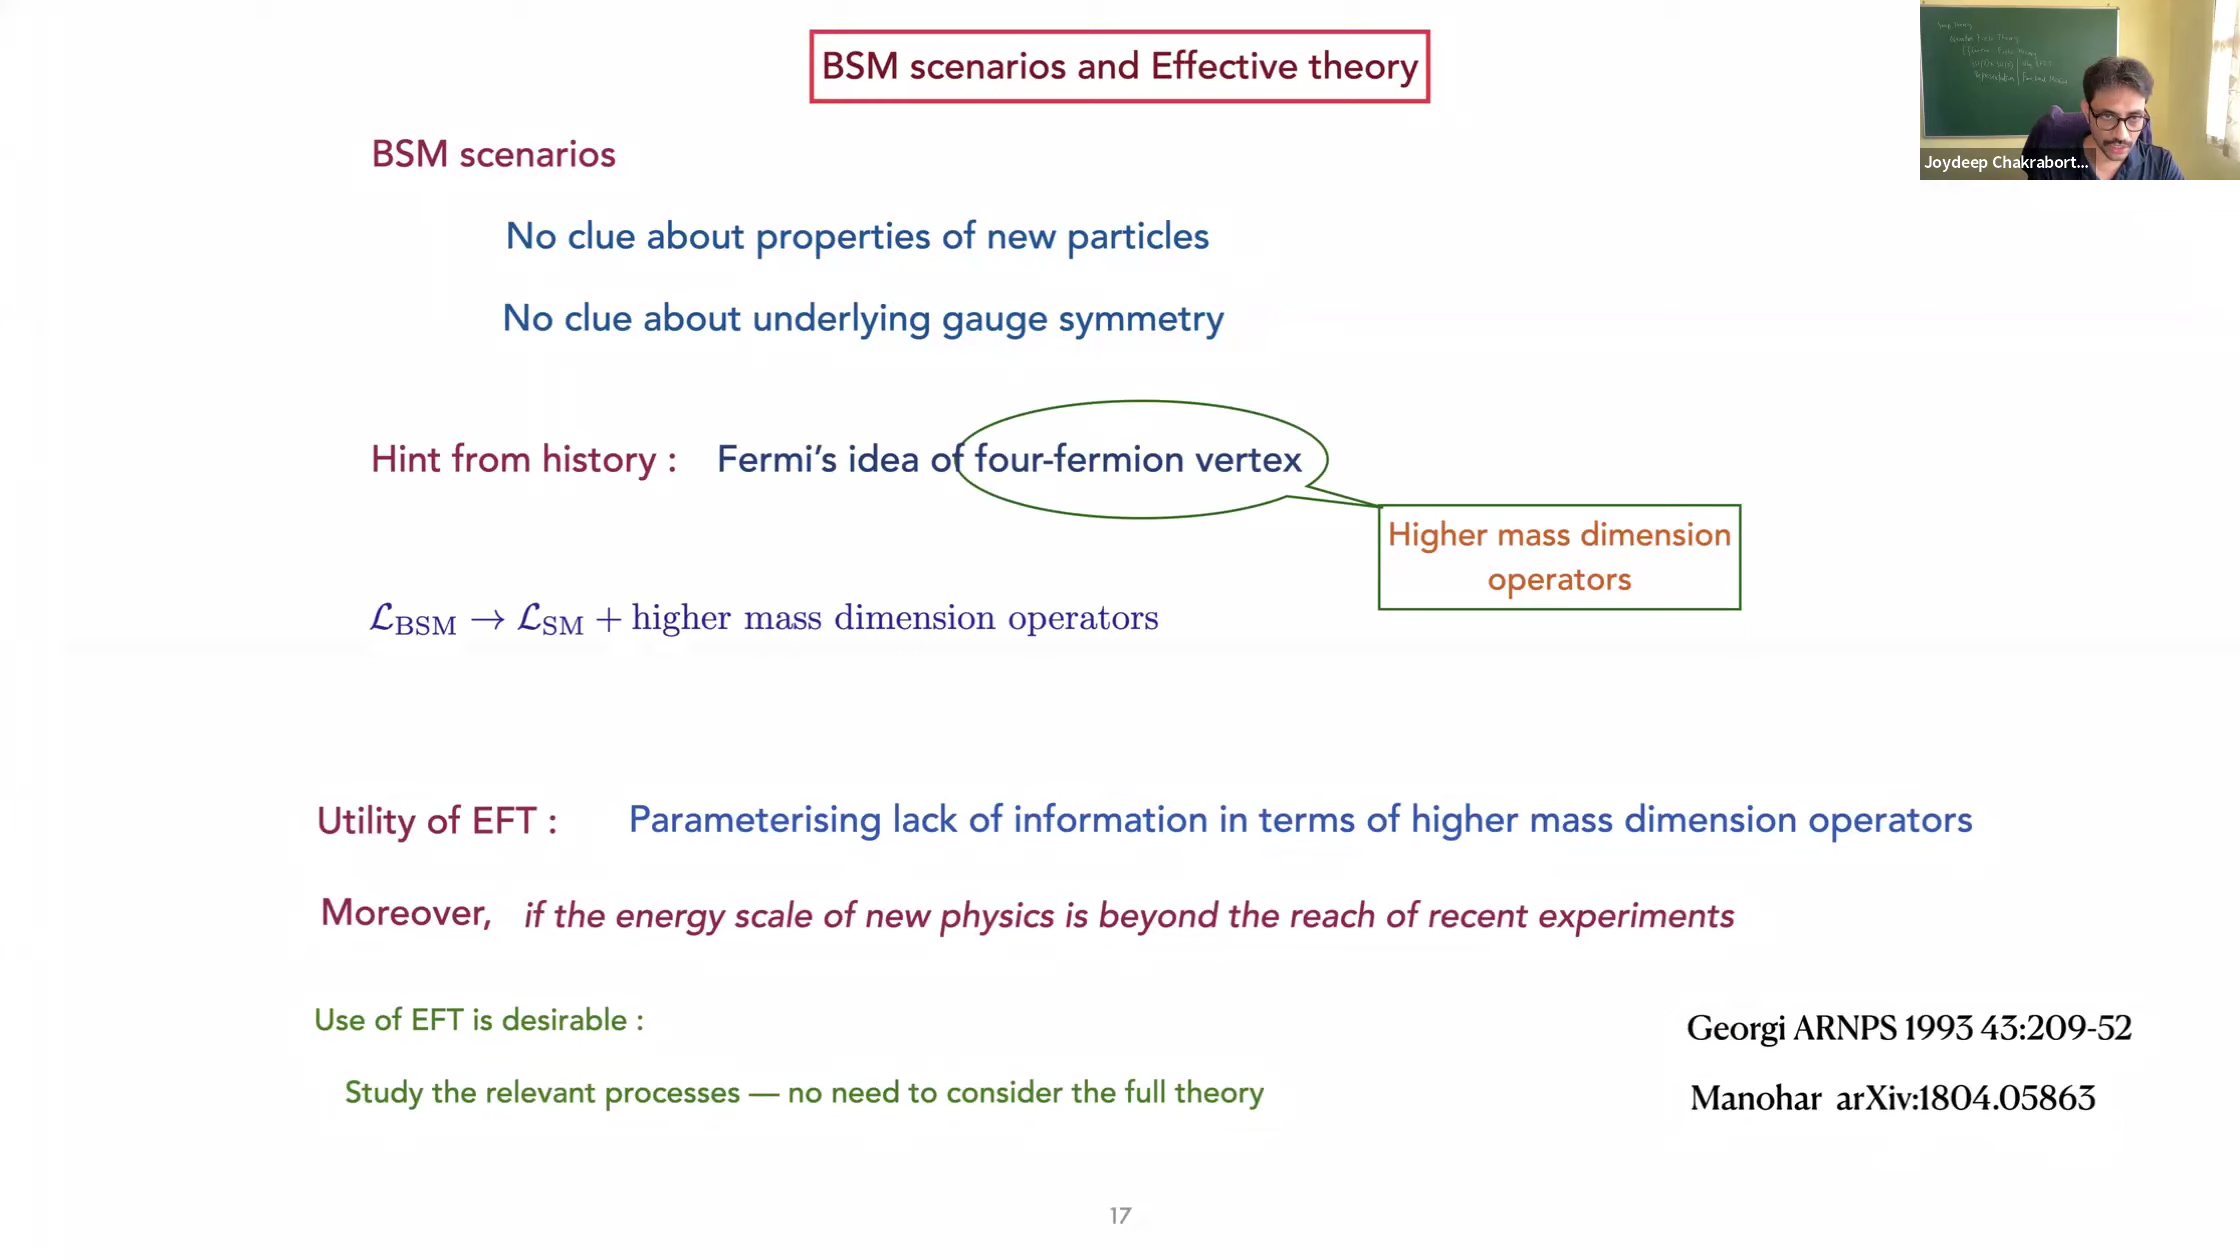 BSM scenarios and Effective theory
Joydeep Chakrabort...
BSM scenarios
No clue about properties of new particles
No clue about underlying gauge symmetry
Hint from history : Fermi's idea of four-fermion vertex
Higher mass dimension
operators
ℒ_BSM → ℒ_SM + higher mass dimension operators
Utility of EFT : Parameterising lack of information in terms of higher mass dimension operators
Moreover, if the energy scale of new physics is beyond the reach of recent experiments
Use of EFT is desirable :
Georgi ARNPS 1993 43:209-52
Study the relevant processes — no need to consider the full theory
Manohar arXiv:1804.05863
17